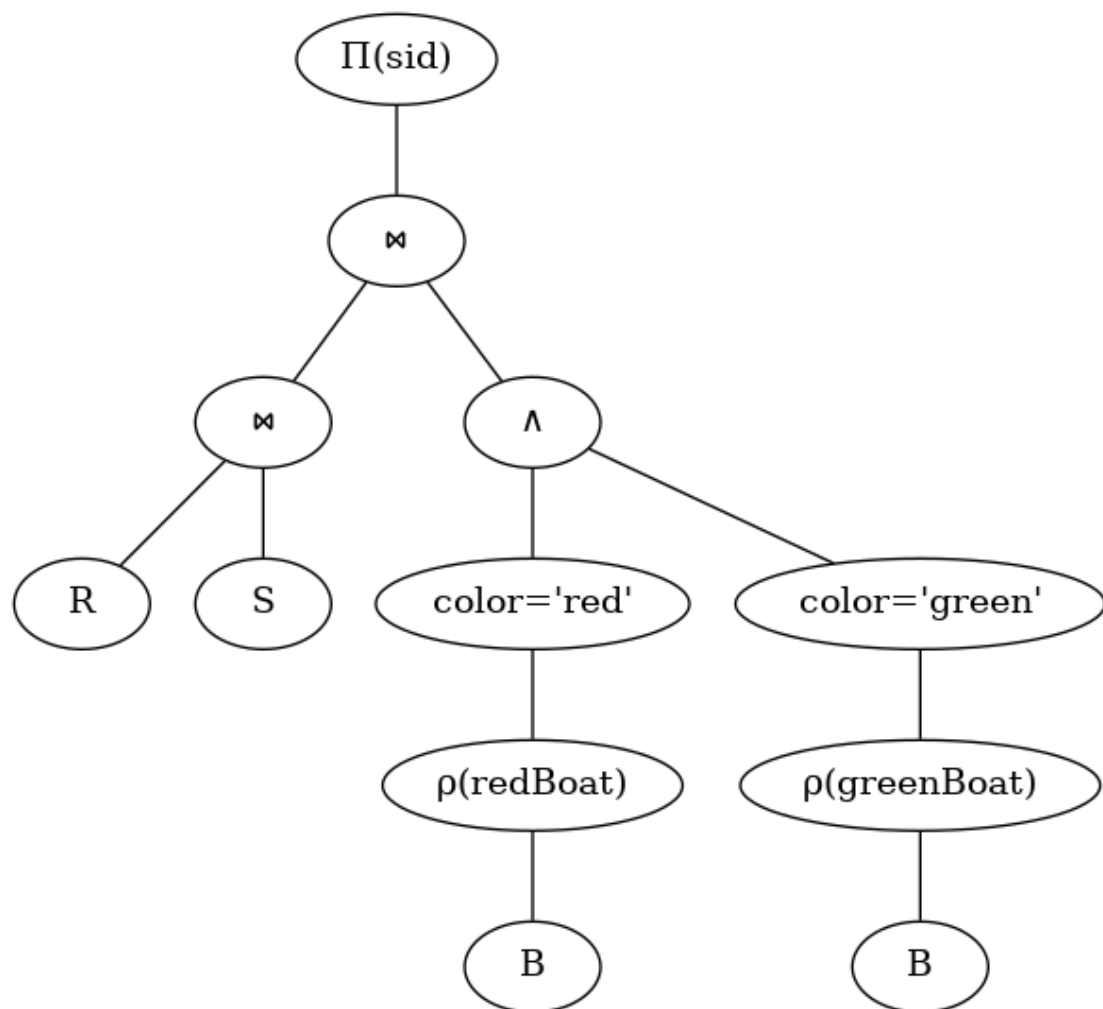 Π(sid)
⋈
⋈
∧
R
S
color='red'
color='green'
ρ(redBoat)
ρ(greenBoat)
B
B